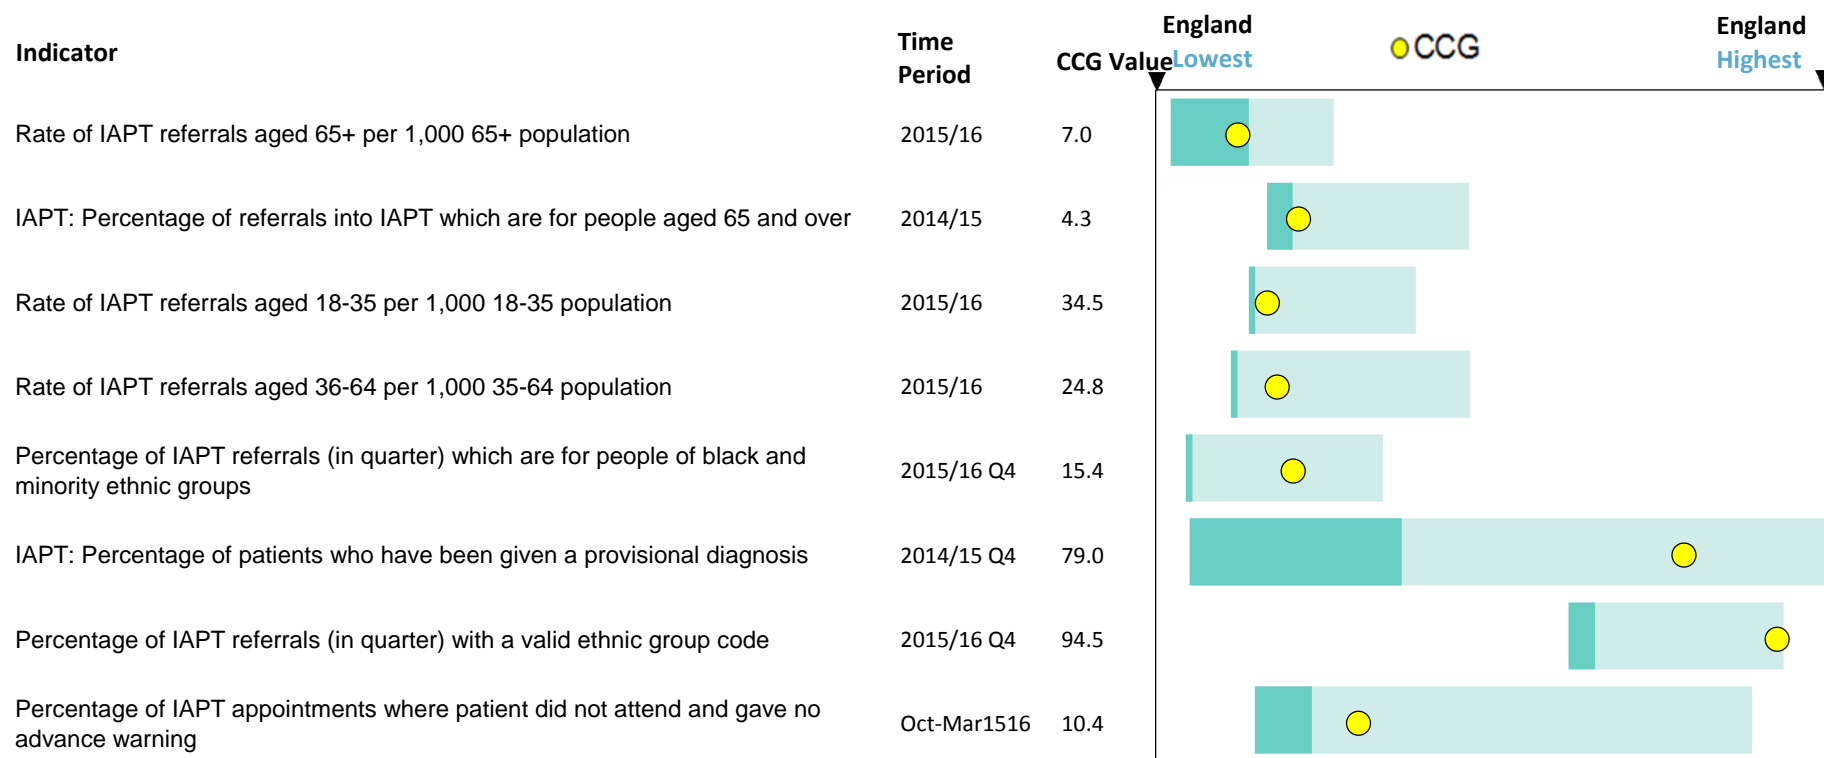 Indicator
Time
Period
CCG Value
England
Lowest
CCG
England
Highest
Rate of IAPT referrals aged 65+ per 1,000 65+ population 2015/16 7.0
IAPT: Percentage of referrals into IAPT which are for people aged 65 and over 2014/15 4.3
Rate of IAPT referrals aged 18-35 per 1,000 18-35 population 2015/16 34.5
Rate of IAPT referrals aged 36-64 per 1,000 35-64 population 2015/16 24.8
Percentage of IAPT referrals (in quarter) which are for people of black and
minority ethnic groups
2015/16 Q4 15.4
IAPT: Percentage of patients who have been given a provisional diagnosis 2014/15 Q4 79.0
Percentage of IAPT referrals (in quarter) with a valid ethnic group code 2015/16 Q4 94.5
Percentage of IAPT appointments where patient did not attend and gave no
advance warning
Oct-Mar1516 10.4